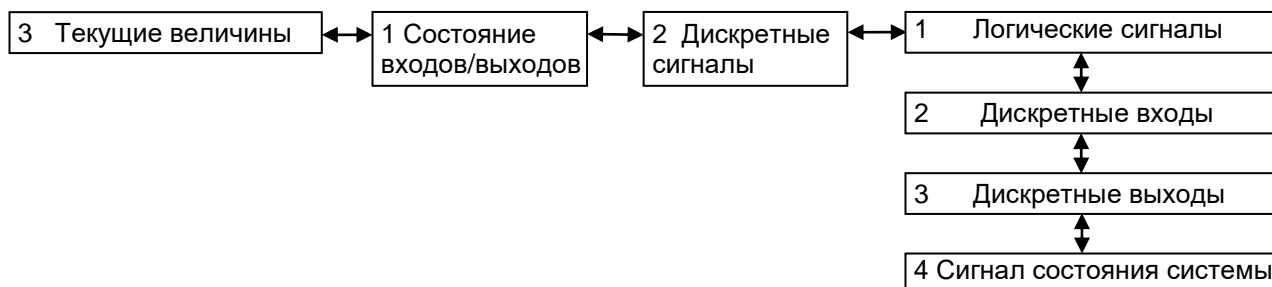 3 Текущие величины
1 Состояние
входов/выходов
2 Дискретные
сигналы
1 Логические сигналы
2 Дискретные входы
3 Дискретные выходы
4 Сигнал состояния системы